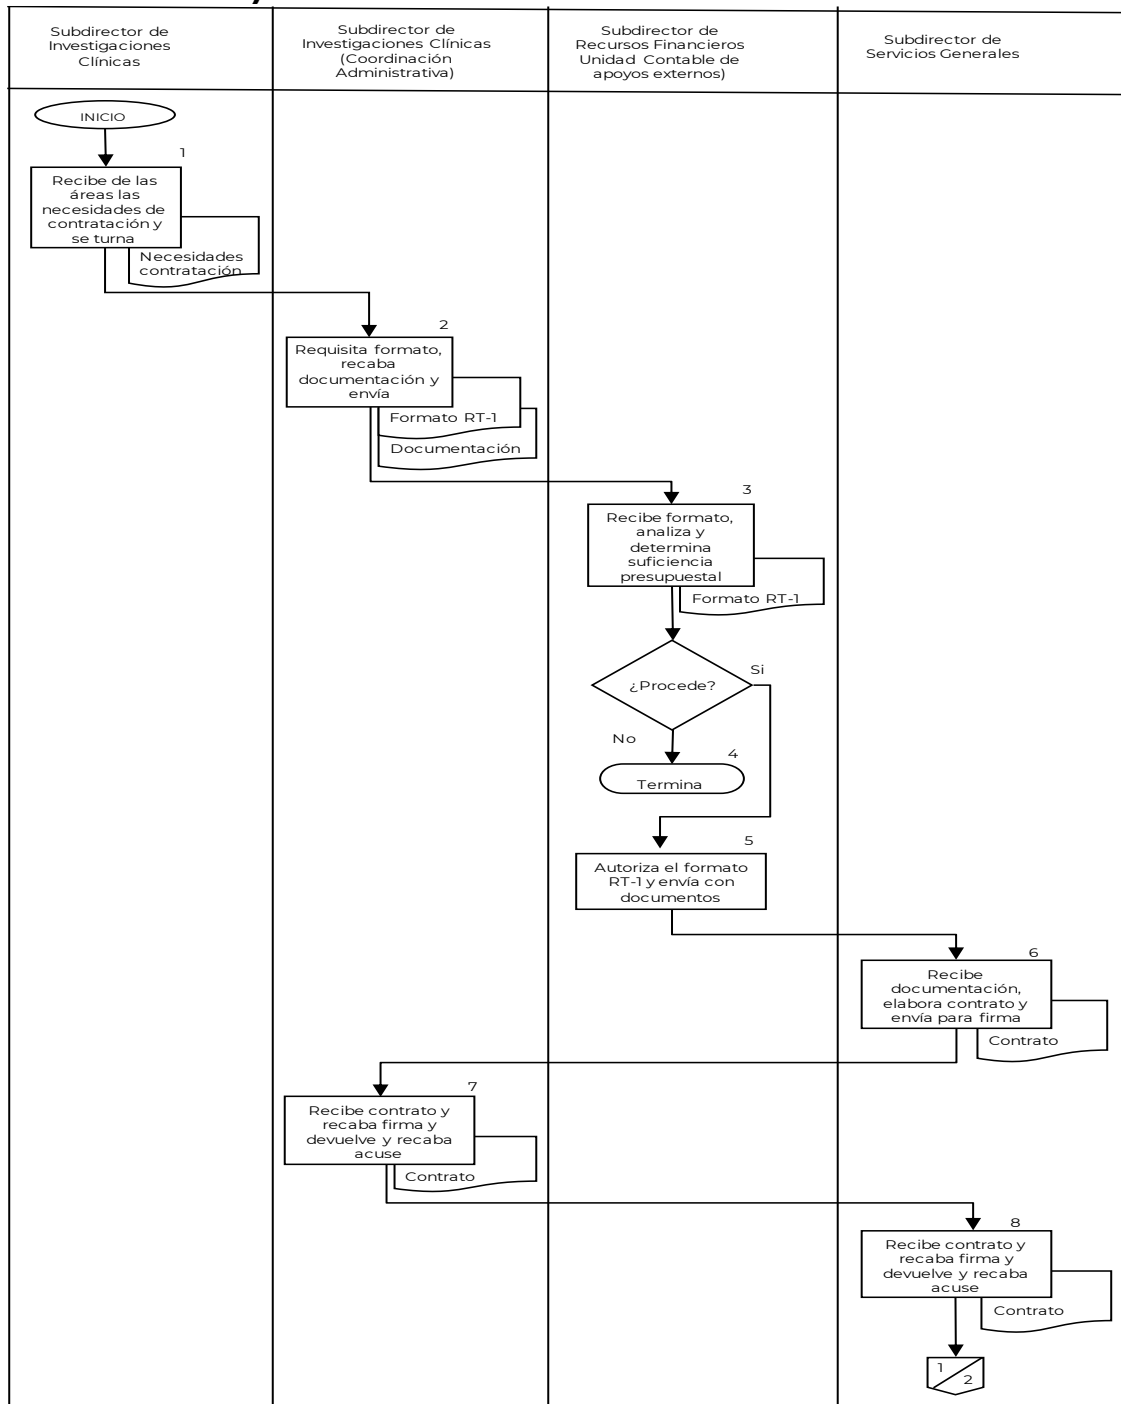 Subdirector de
Investigaciones
Clínicas
Subdirector de
Investigaciones Clínicas
(Coordinación
Administrativa)
Subdirector de
Recursos Financieros
Unidad Contable de
apoyos externos)
Subdirector de
Servicios Generales
INICIO
1
Recibe de las
áreas las
necesidades de
contratación y
se turna
Necesidades
contratación
2
Requisita formato,
recaba
documentación y
envía
Formato RT-1
Documentación
3
Recibe formato,
analiza y
determina
suficiencia
presupuestal
Formato RT-1
¿Procede?
Si
No
4
Termina
5
Autoriza el formato
RT-1 y envía con
documentos
6
Recibe
documentación,
elabora contrato y
envía para firma
Contrato
7
Recibe contrato y
recaba firma y
devuelve y recaba
acuse
Contrato
8
Recibe contrato y
recaba firma y
devuelve y recaba
acuse
Contrato
1
2